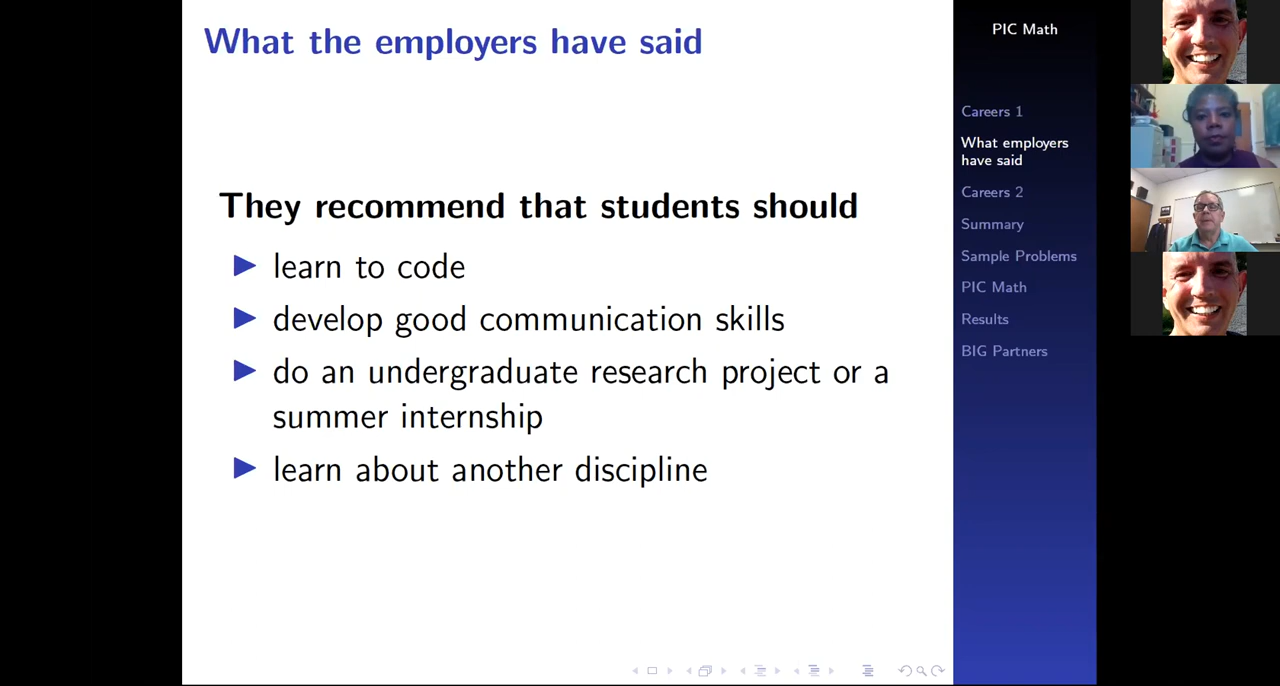 What the employers have said
They recommend that students should
learn to code
develop good communication skills
do an undergraduate research project or a
summer internship
learn about another discipline
PIC Math
Careers 1
What employers
have said
Careers 2
Summary
Sample Problems
PIC Math
Results
BIG Partners